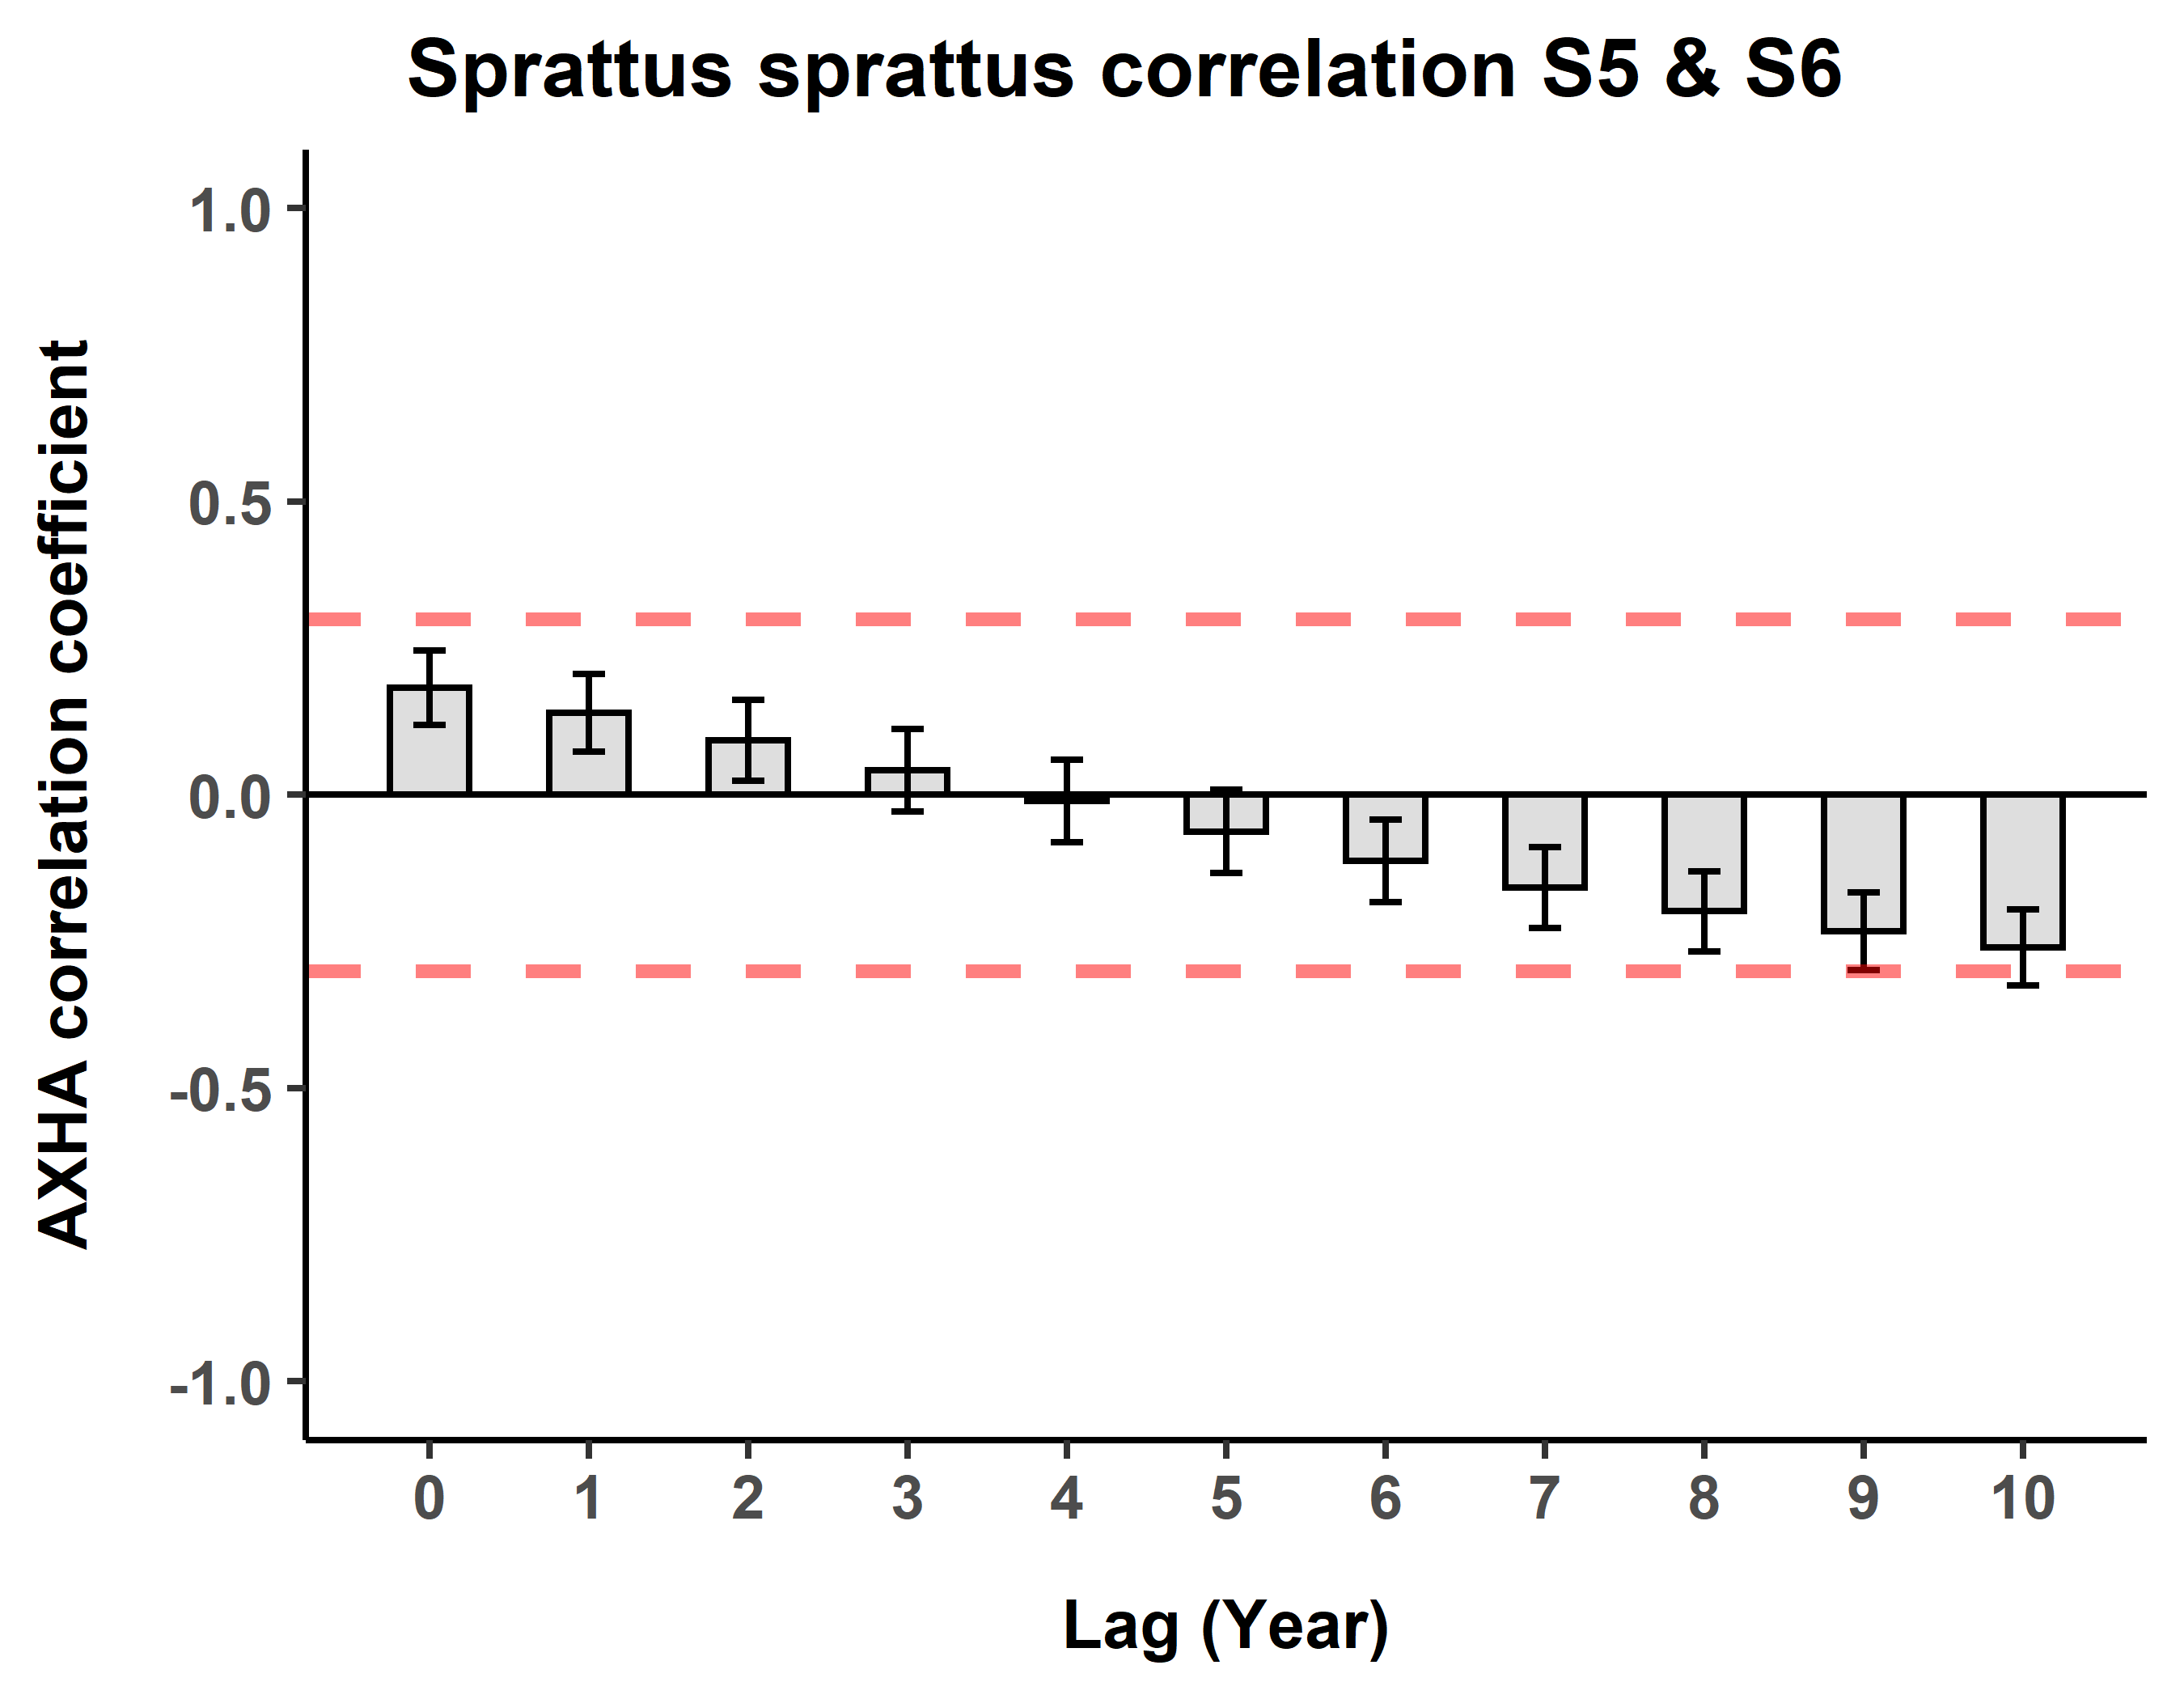 Sprattus sprattus correlation S5 & S6
AXHA correlation coefficient
1.0
0.5
0.0
-0.5
-1.0
0 1 2 3 4 5 6 7 8 9 10
Lag (Year)